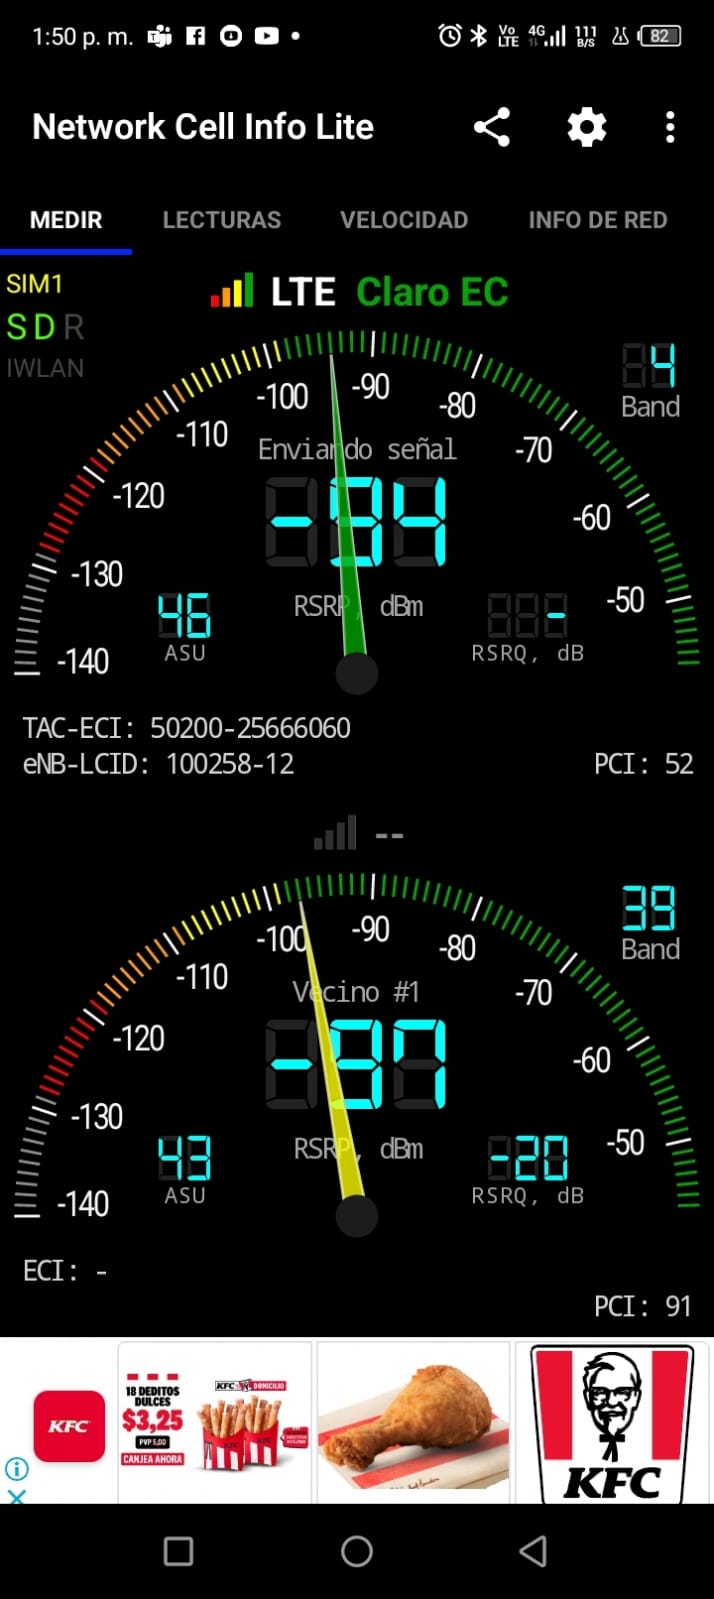 1:50 p. m.
Vo LTE 4G 111 B/S 82
Network Cell Info Lite
MEDIR LECTURAS VELOCIDAD INFO DE RED
SIM1
S D R
IWLAN
LTE Claro EC
4
Band
-140 -130 -120 -110 -100 -90 -80 -70 -60 -50
Enviando señal
-94
RSRP, dBm
46
ASU
-
RSRQ, dB
TAC-ECI: 50200-25666060
eNB-LCID: 100258-12
PCI: 52
--
39
Band
-140 -130 -120 -110 -100 -90 -80 -70 -60 -50
Vecino #1
-97
RSRP, dBm
43
ASU
-20
RSRQ, dB
ECI: -
PCI: 91
KFC
18 DEDITOS
DULCES
$3,25
PVP 5,00
CANJEA AHORA
KFC DOMICILIO
KFC